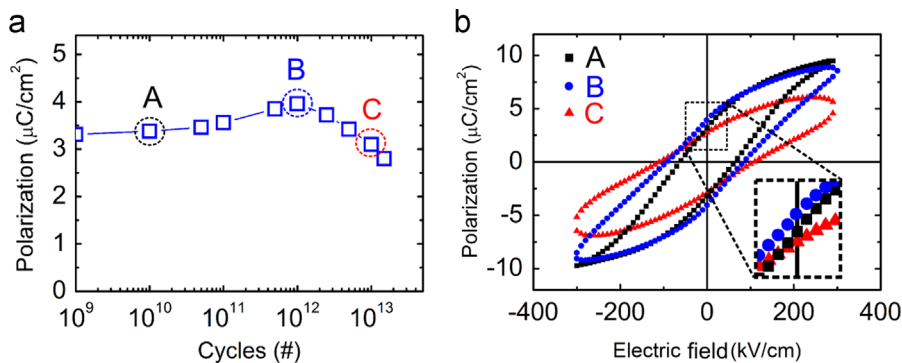 a
5
4
3
2
1
0
Polarization (μC/cm²)
A
B
C
10⁹
10¹⁰
10¹¹
10¹²
10¹³
Cycles (#)
b
10
5
0
-5
-10
Polarization (μC/cm²)
A
B
C
-400
-200
0
200
400
Electric field (kV/cm)